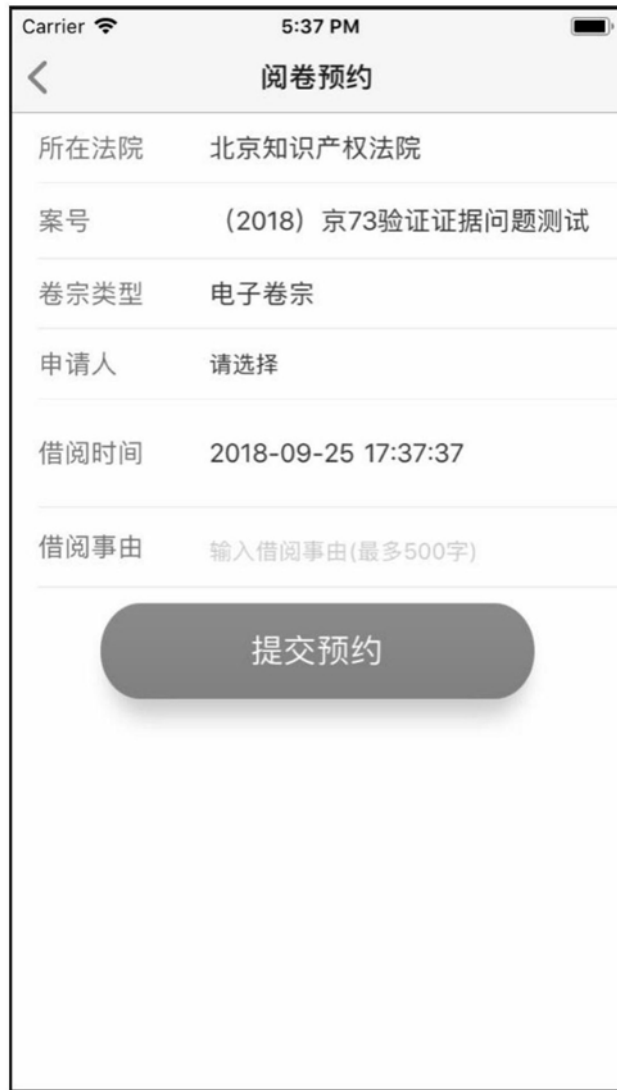 Carrier 5:37 PM
阅卷预约
所在法院 北京知识产权法院
案号 （2018）京73验证证据问题测试
卷宗类型 电子卷宗
申请人 请选择
借阅时间 2018-09-25 17:37:37
借阅事由 输入借阅事由(最多500字)
提交预约